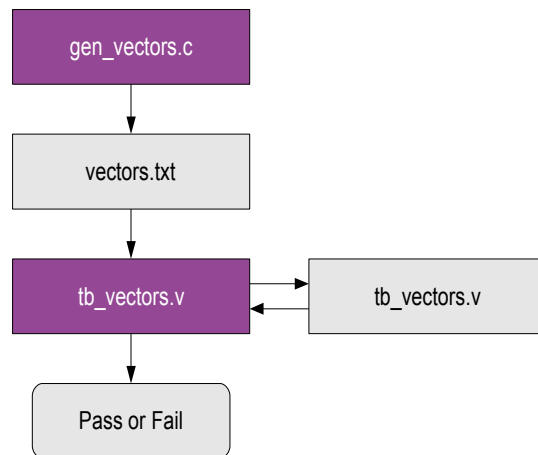 gen_vectors.c
vectors.txt
tb_vectors.v
tb_vectors.v
Pass or Fail